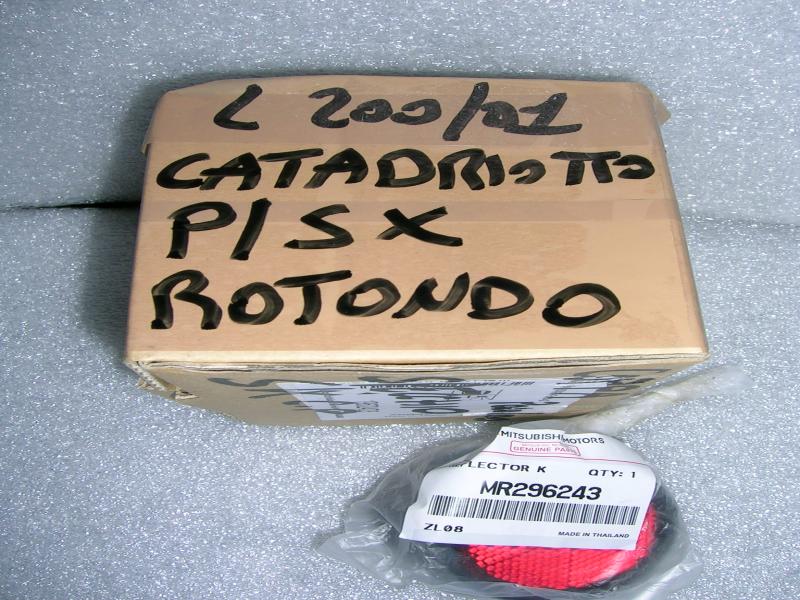 L 200/01
CATADRIOTTO
P/SX
ROTONDO
MITSUBISHI MOTORS
GENUINE PARTS
REFLECTOR K QTY: 1
MR296243
ZL08 MADE IN THAILAND